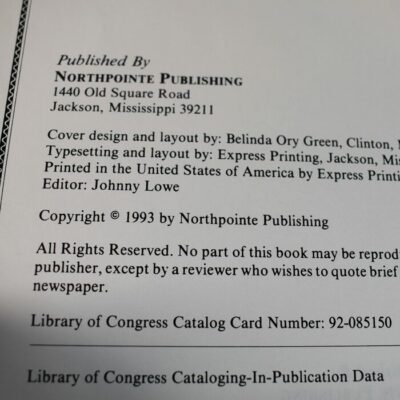 Published By
NORTHPOINTE PUBLISHING
1440 Old Square Road
Jackson, Mississippi 39211
Cover design and layout by: Belinda Ory Green, Clinton,
Typesetting and layout by: Express Printing, Jackson, Mis
Printed in the United States of America by Express Printi
Editor: Johnny Lowe
Copyright © 1993 by Northpointe Publishing
All Rights Reserved. No part of this book may be reprod
publisher, except by a reviewer who wishes to quote brief
newspaper.
Library of Congress Catalog Card Number: 92-085150
Library of Congress Cataloging-In-Publication Data